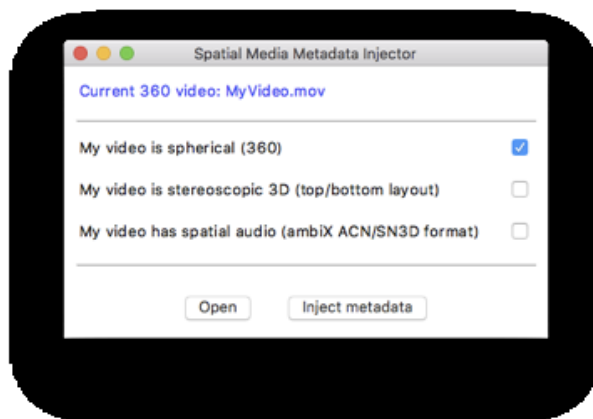 Spatial Media Metadata Injector
Current 360 video: MyVideo.mov
My video is spherical (360)
My video is stereoscopic 3D (top/bottom layout)
My video has spatial audio (ambiX ACN/SN3D format)
Open Inject metadata